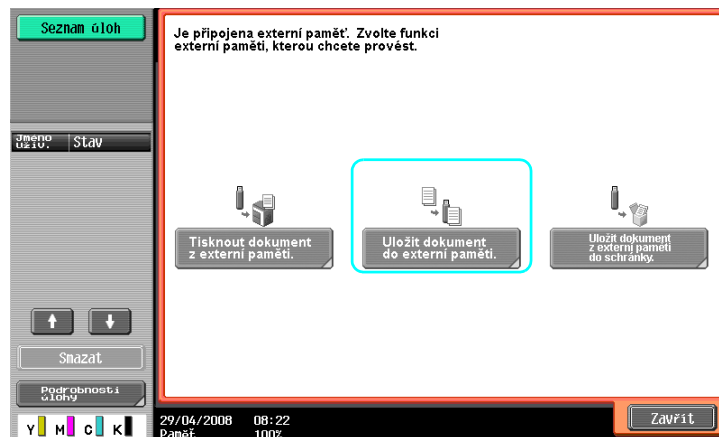 Seznam úloh
Je připojena externí paměť. Zvolte funkci
externí paměti, kterou chcete provést.
Jméno
uživ.
Stav
Tisknout dokument
z externí paměti.
Uložit dokument
do externí paměti.
Uložit dokument
z externí paměti
do schránky.
Smazat
Podrobnosti
úlohy
Y M C K
29/04/2008 08:22
Paměť 100%
Zavřít